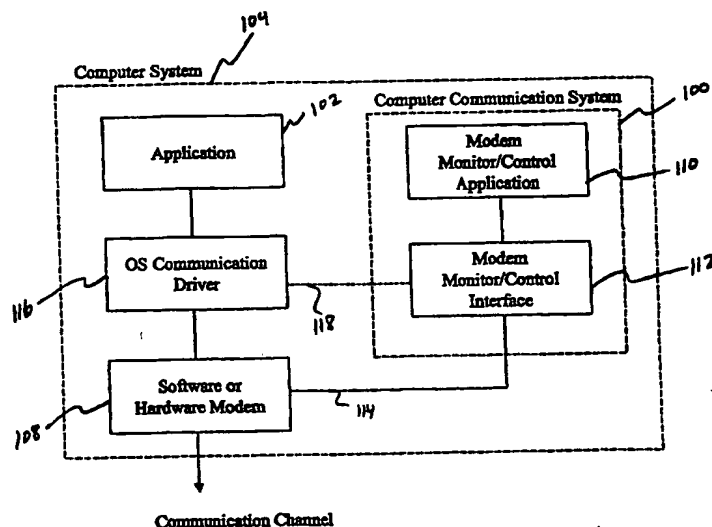 104
Computer System
Computer Communication System
100
102
Application
Modem
Monitor/Control
Application
110
OS Communication
Driver
116
118
Modem
Monitor/Control
Interface
112
Software or
Hardware Modem
108
114
Communication Channel